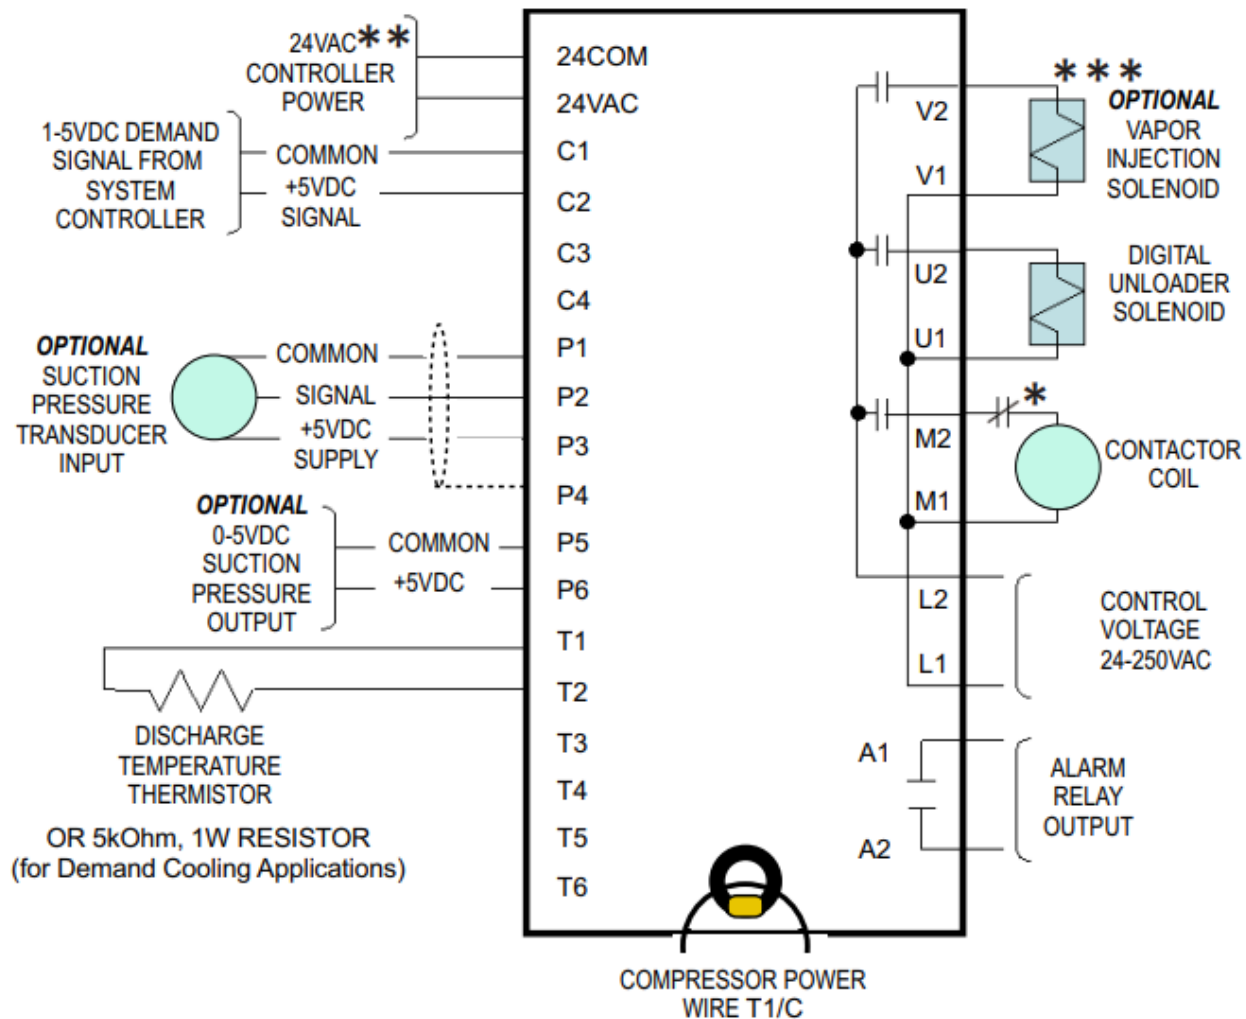 24VAC**
CONTROLLER
POWER
1-5VDC DEMAND
SIGNAL FROM
SYSTEM
CONTROLLER
COMMON
+5VDC
SIGNAL
OPTIONAL
SUCTION
PRESSURE
TRANSDUCER
INPUT
COMMON
SIGNAL
+5VDC
SUPPLY
OPTIONAL
0-5VDC
SUCTION
PRESSURE
OUTPUT
COMMON
+5VDC
DISCHARGE
TEMPERATURE
THERMISTOR
OR 5kOhm, 1W RESISTOR
(for Demand Cooling Applications)
24COM
24VAC
C1
C2
C3
C4
P1
P2
P3
P4
P5
P6
T1
T2
T3
T4
T5
T6
V2
V1
U2
U1
M2
M1
L2
L1
A1
A2
***
OPTIONAL
VAPOR
INJECTION
SOLENOID
DIGITAL
UNLOADER
SOLENOID
*
CONTACTOR
COIL
CONTROL
VOLTAGE
24-250VAC
ALARM
RELAY
OUTPUT
COMPRESSOR POWER
WIRE T1/C